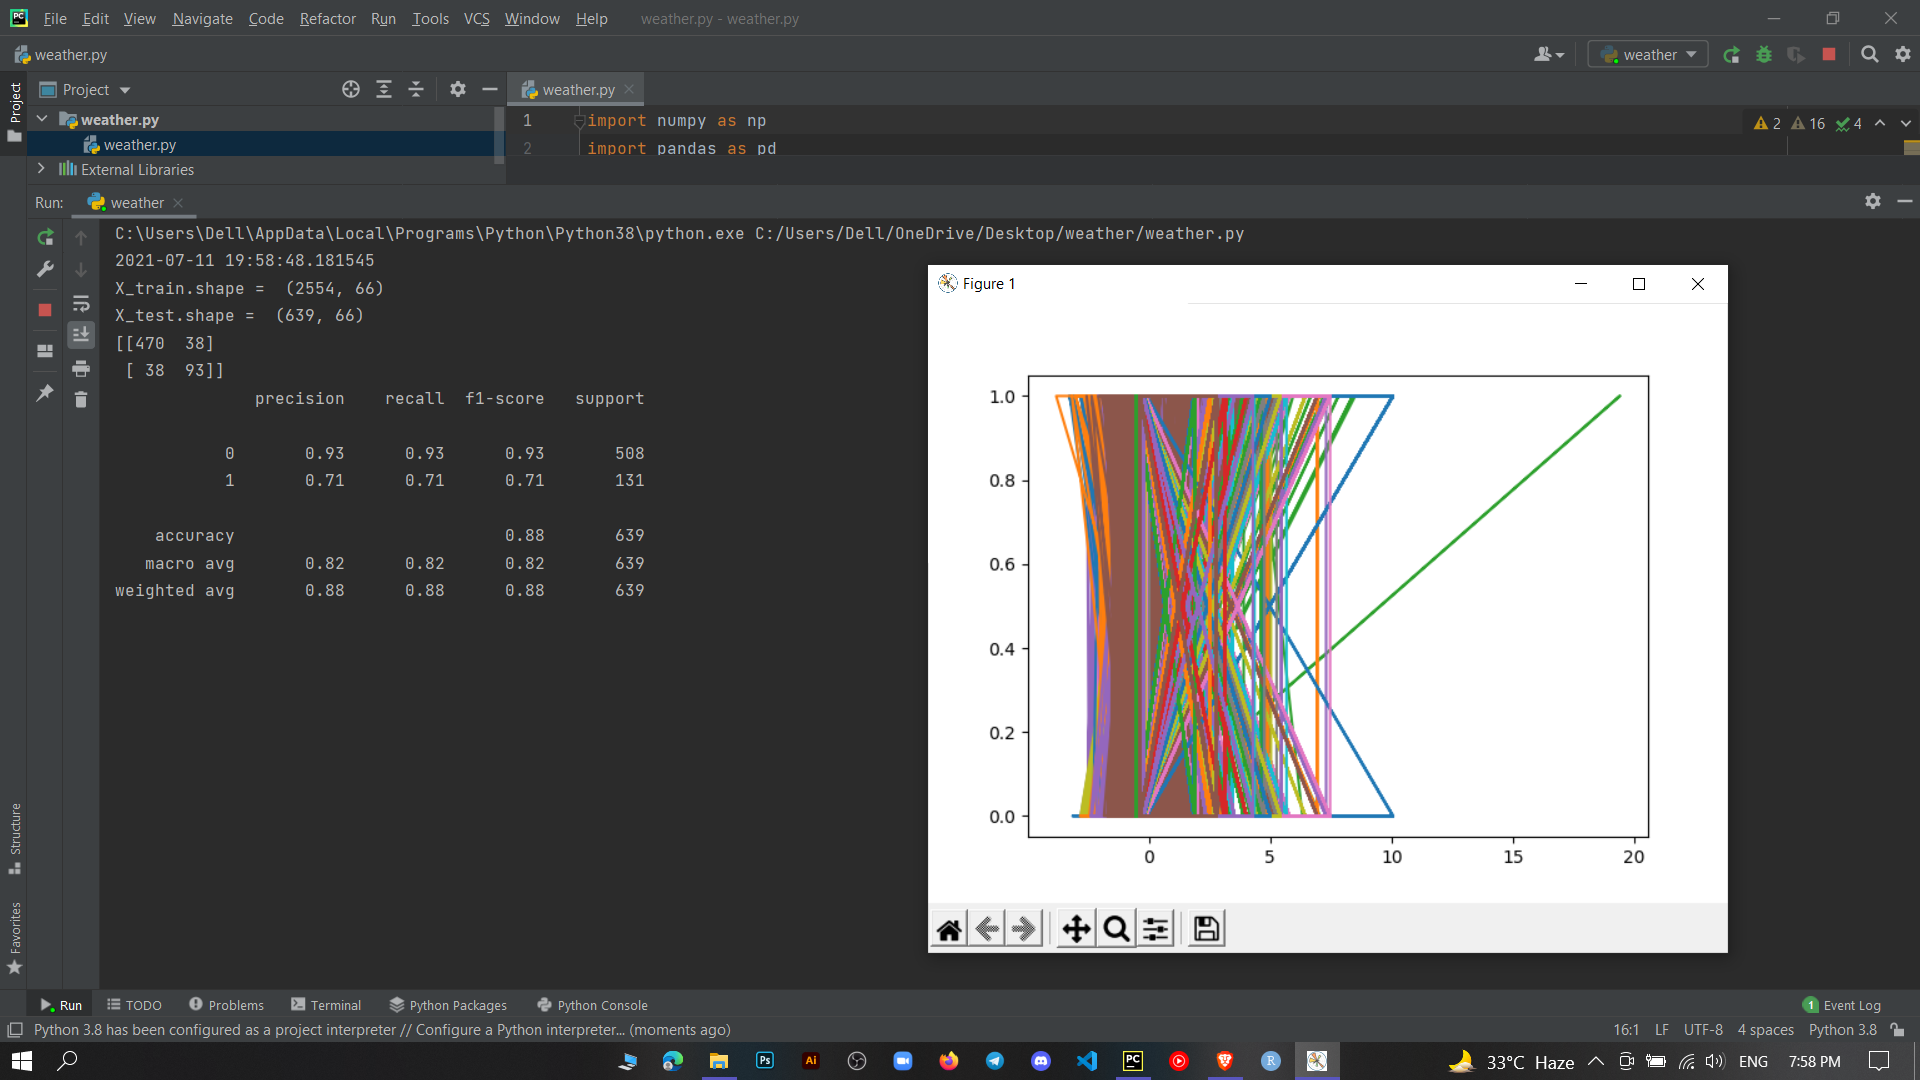 File Edit View Navigate Code Refactor Run Tools VCS Window Help weather.py - weather.py
weather.py
weather
Project
Project
weather.py
weather.py
weather.py
External Libraries
1 import numpy as np
2 import pandas as pd
2 16 4
Run: weather
C:\Users\Dell\AppData\Local\Programs\Python\Python38\python.exe C:/Users/Dell/OneDrive/Desktop/weather/weather.py
2021-07-11 19:58:48.181545
X_train.shape =  (2554, 66)
X_test.shape =  (639, 66)
[[470  38]
 [ 38  93]]
precision    recall  f1-score   support
0       0.93      0.93      0.93       508
1       0.71      0.71      0.71       131
accuracy                           0.88       639
macro avg       0.82      0.82      0.82       639
weighted avg       0.88      0.88      0.88       639
Figure 1
1.0
0.8
0.6
0.4
0.2
0.0
0 5 10 15 20
Structure
Favorites
Run TODO Problems Terminal Python Packages Python Console 1 Event Log
Python 3.8 has been configured as a project interpreter // Configure a Python interpreter... (moments ago) 16:1 LF UTF-8 4 spaces Python 3.8
Ps Ai PC R 33°C Haze ENG 7:58 PM